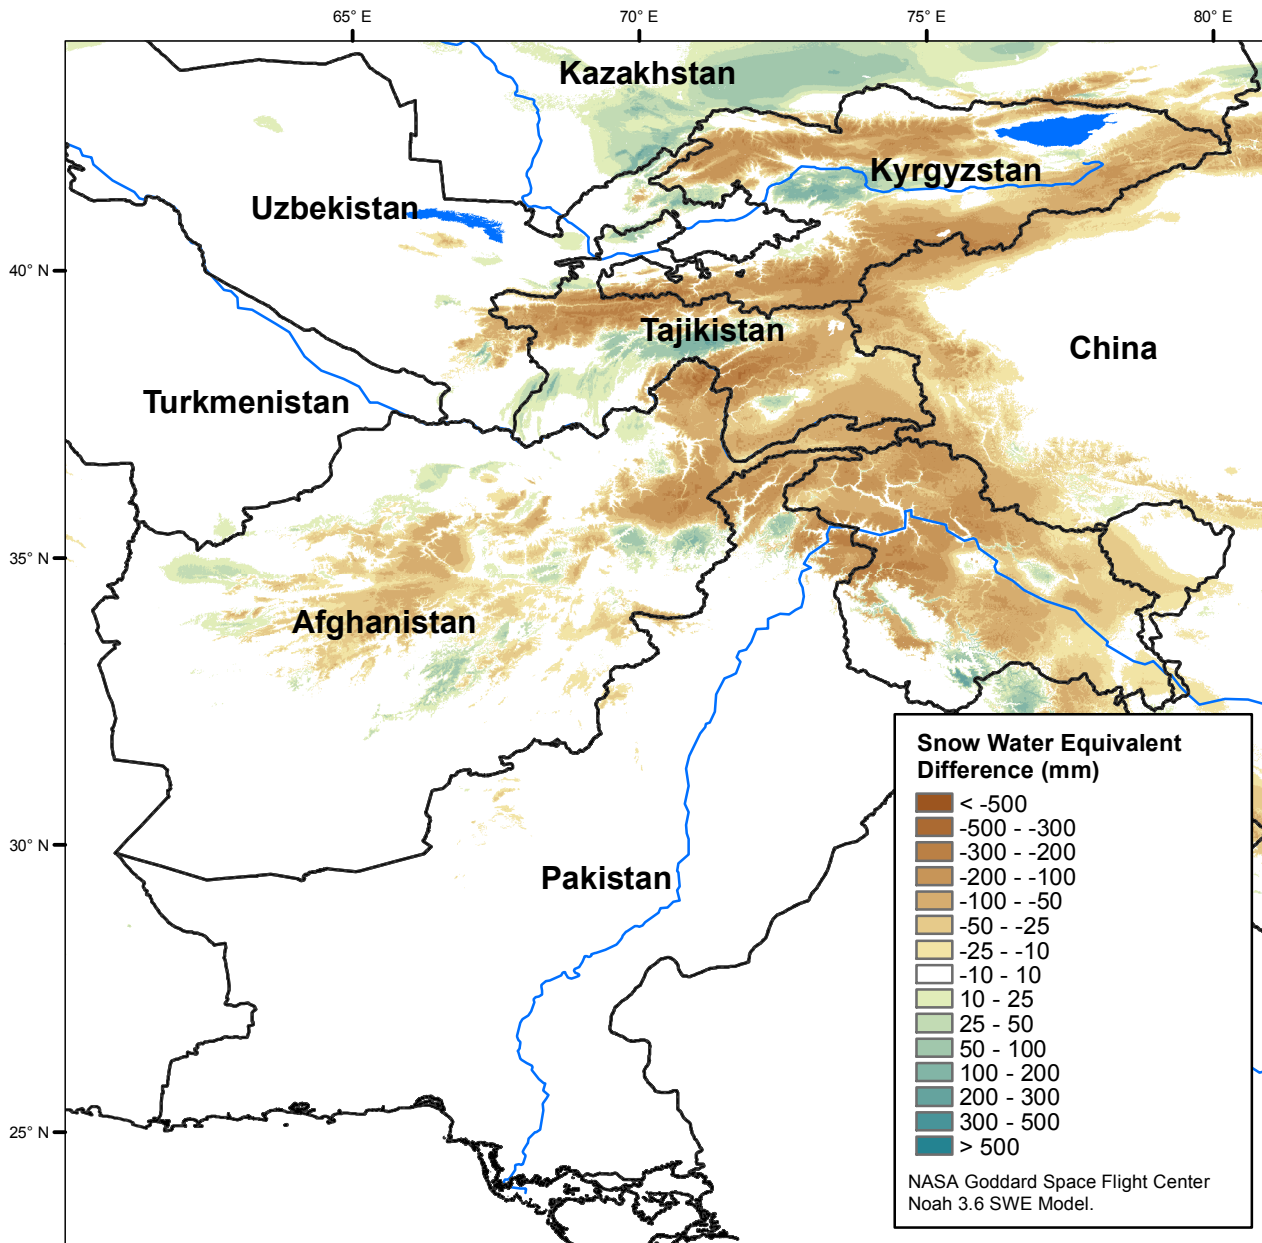 65° E 70° E 75° E 80° E
Kazakhstan
Kyrgyzstan
Uzbekistan
40° N
Tajikistan
China
Turkmenistan
35° N
Afghanistan
Snow Water Equivalent
Difference (mm)
< -500
-500 - -300
-300 - -200
-200 - -100
-100 - -50
-50 - -25
-25 - -10
-10 - 10
10 - 25
25 - 50
50 - 100
100 - 200
200 - 300
300 - 500
> 500
NASA Goddard Space Flight Center
Noah 3.6 SWE Model.
30° N
Pakistan
25° N